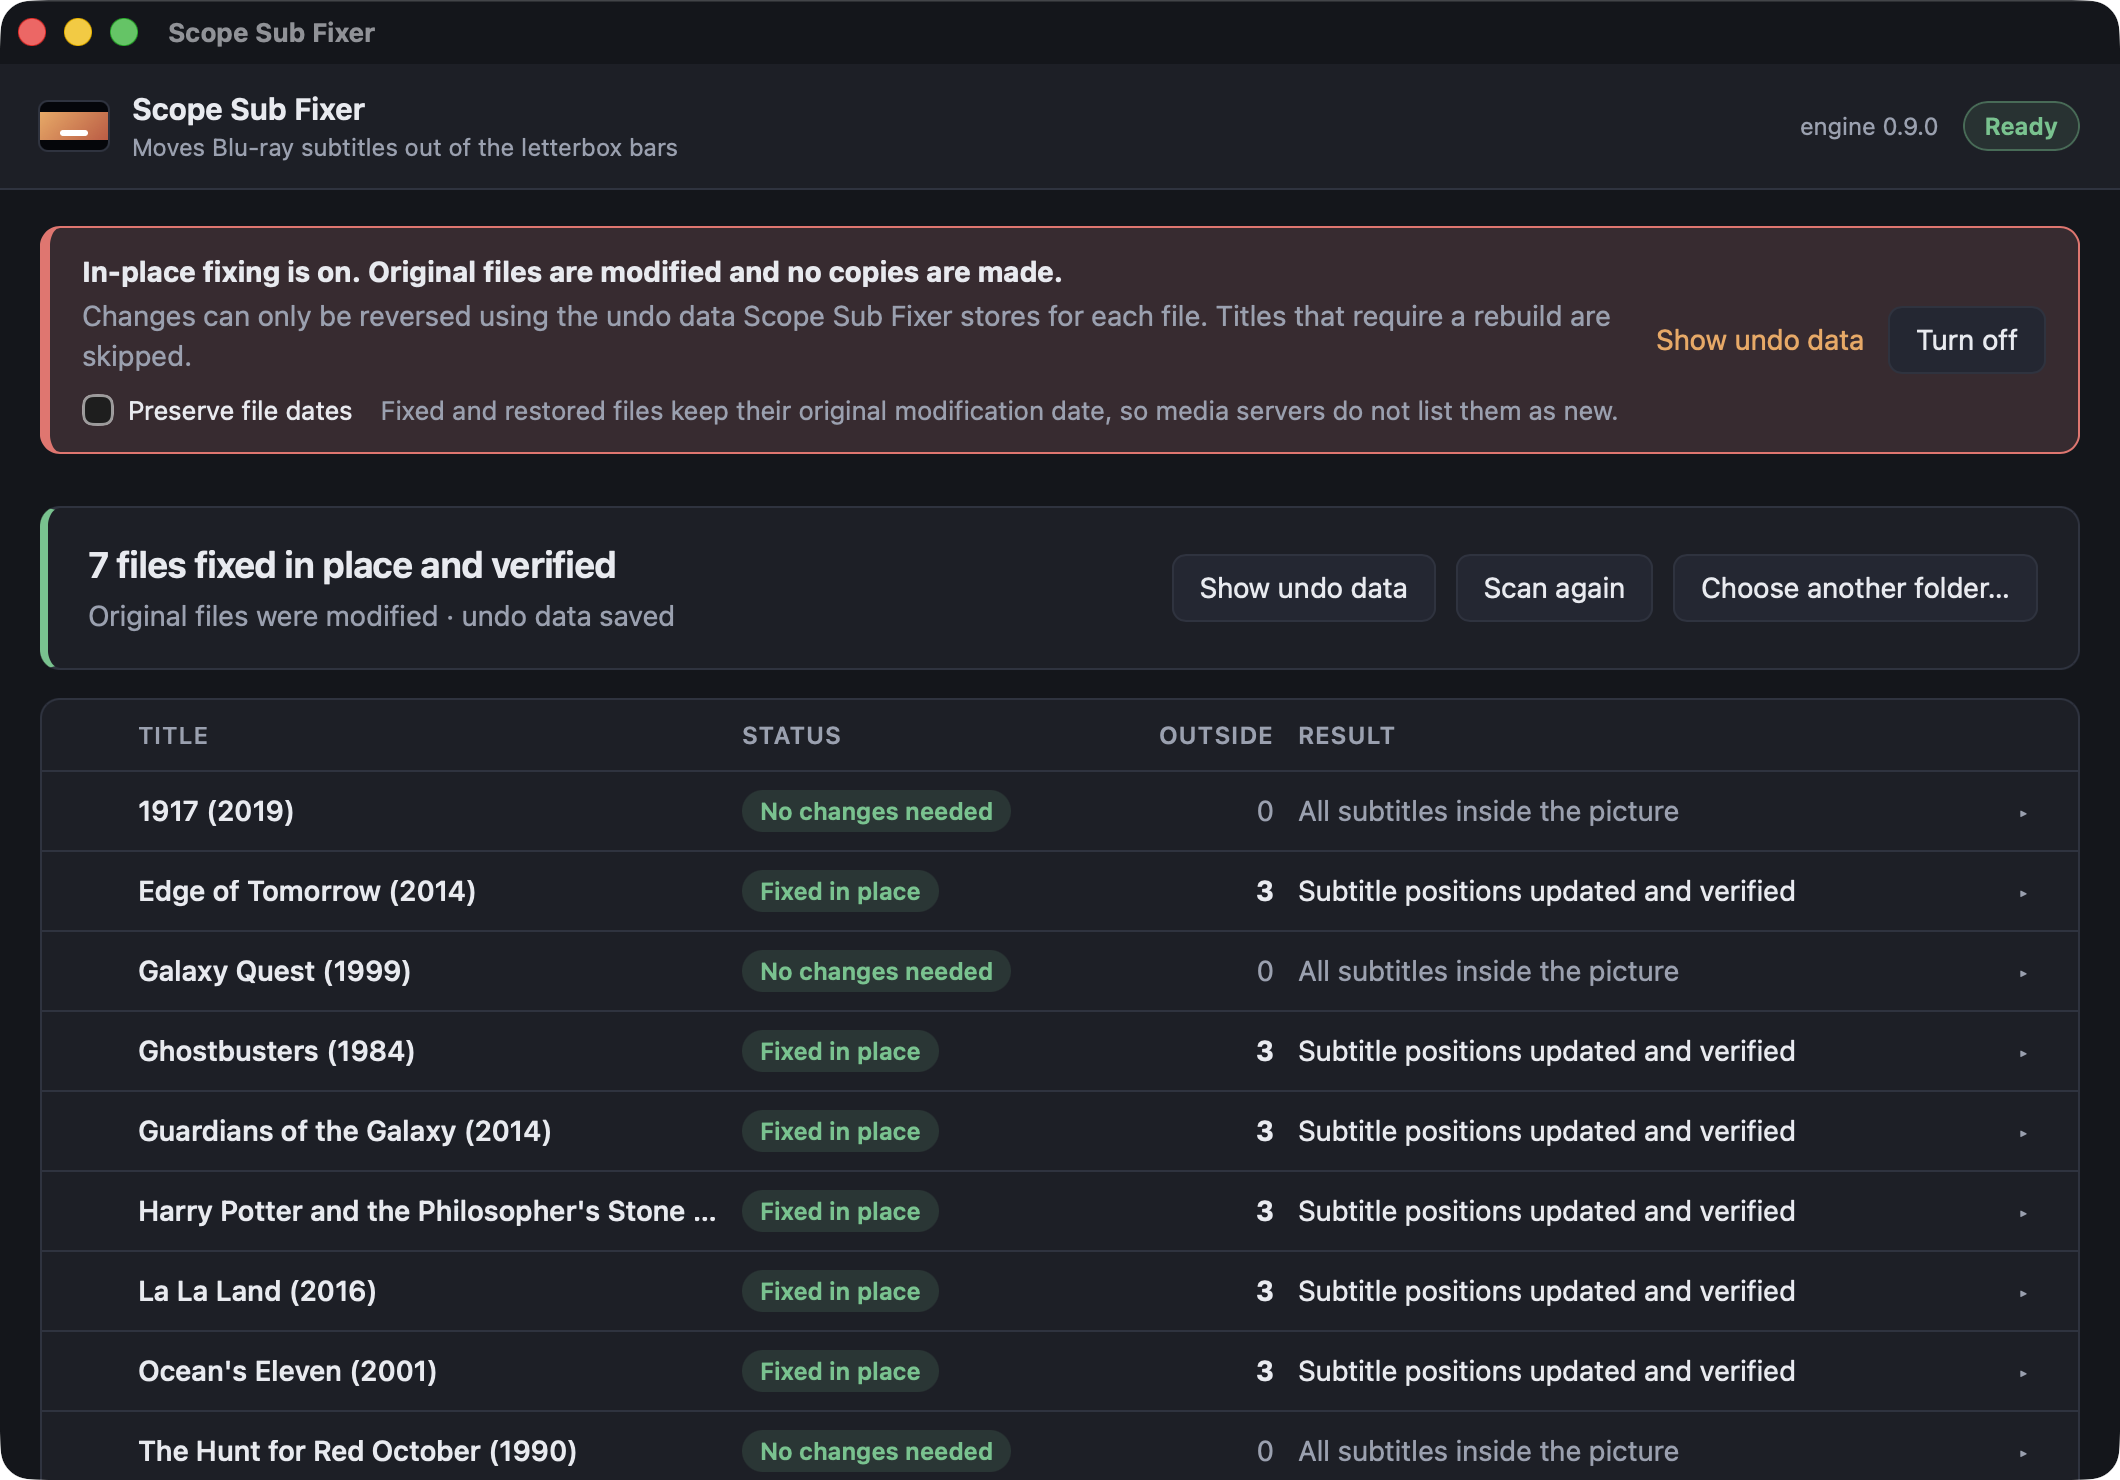 Scope Sub Fixer
Scope Sub Fixer
Moves Blu-ray subtitles out of the letterbox bars
engine 0.9.0
Ready
In-place fixing is on. Original files are modified and no copies are made.
Changes can only be reversed using the undo data Scope Sub Fixer stores for each file. Titles that require a rebuild are
skipped.
Show undo data
Turn off
Preserve file dates Fixed and restored files keep their original modification date, so media servers do not list them as new.
7 files fixed in place and verified
Original files were modified · undo data saved
Show undo data
Scan again
Choose another folder...
TITLE STATUS OUTSIDE RESULT
1917 (2019) No changes needed 0 All subtitles inside the picture
Edge of Tomorrow (2014) Fixed in place 3 Subtitle positions updated and verified
Galaxy Quest (1999) No changes needed 0 All subtitles inside the picture
Ghostbusters (1984) Fixed in place 3 Subtitle positions updated and verified
Guardians of the Galaxy (2014) Fixed in place 3 Subtitle positions updated and verified
Harry Potter and the Philosopher's Stone ... Fixed in place 3 Subtitle positions updated and verified
La La Land (2016) Fixed in place 3 Subtitle positions updated and verified
Ocean's Eleven (2001) Fixed in place 3 Subtitle positions updated and verified
The Hunt for Red October (1990) No changes needed 0 All subtitles inside the picture